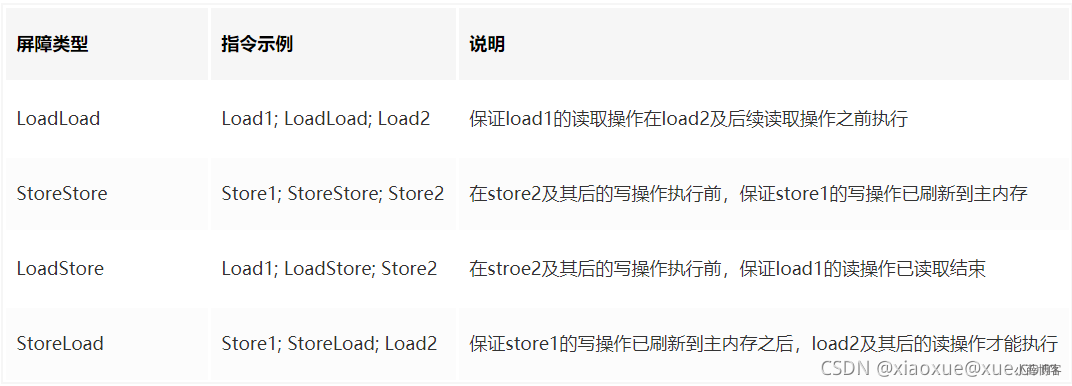 屏障类型 指令示例 说明
LoadLoad Load1; LoadLoad; Load2 保证load1的读取操作在load2及后续读取操作之前执行
StoreStore Store1; StoreStore; Store2 在store2及其后的写操作执行前，保证store1的写操作已刷新到主内存
LoadStore Load1; LoadStore; Store2 在stroe2及其后的写操作执行前，保证load1的读操作已读取结束
StoreLoad Store1; StoreLoad; Load2 保证store1的写操作已刷新到主内存之后，load2及其后的读操作才能执行
CSDN @xiaoxue@xue